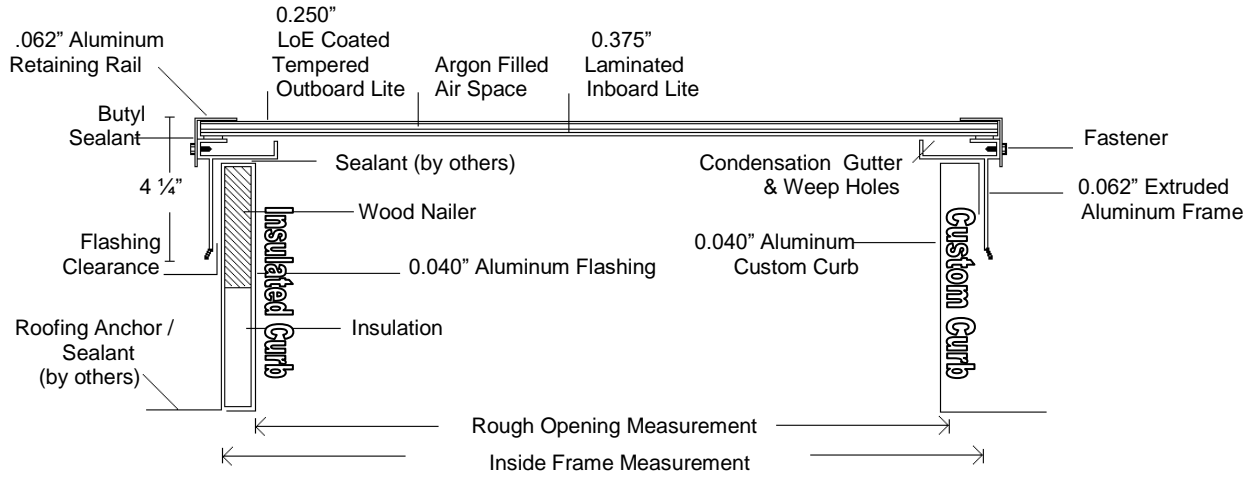 .062” Aluminum
Retaining Rail
0.250”
LoE Coated
Tempered
Outboard Lite
Argon Filled
Air Space
0.375”
Laminated
Inboard Lite
Butyl
Sealant
Fastener
Sealant (by others)
Condensation Gutter
& Weep Holes
4 ¼”
0.062” Extruded
Aluminum Frame
Wood Nailer
Flashing
Clearance
0.040” Aluminum Flashing
0.040” Aluminum
Custom Curb
Insulated Curb
Custom Curb
Roofing Anchor /
Sealant
(by others)
Insulation
Rough Opening Measurement
Inside Frame Measurement